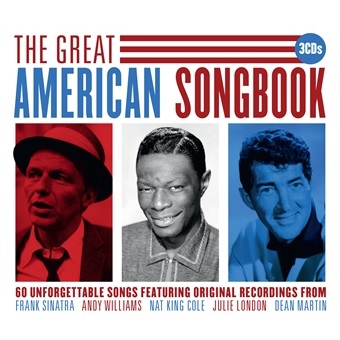 THE GREAT
3CDs
AMERICAN SONGBOOK
60 UNFORGETTABLE SONGS FEATURING ORIGINAL RECORDINGS FROM
FRANK SINATRA ANDY WILLIAMS NAT KING COLE JULIE LONDON DEAN MARTIN